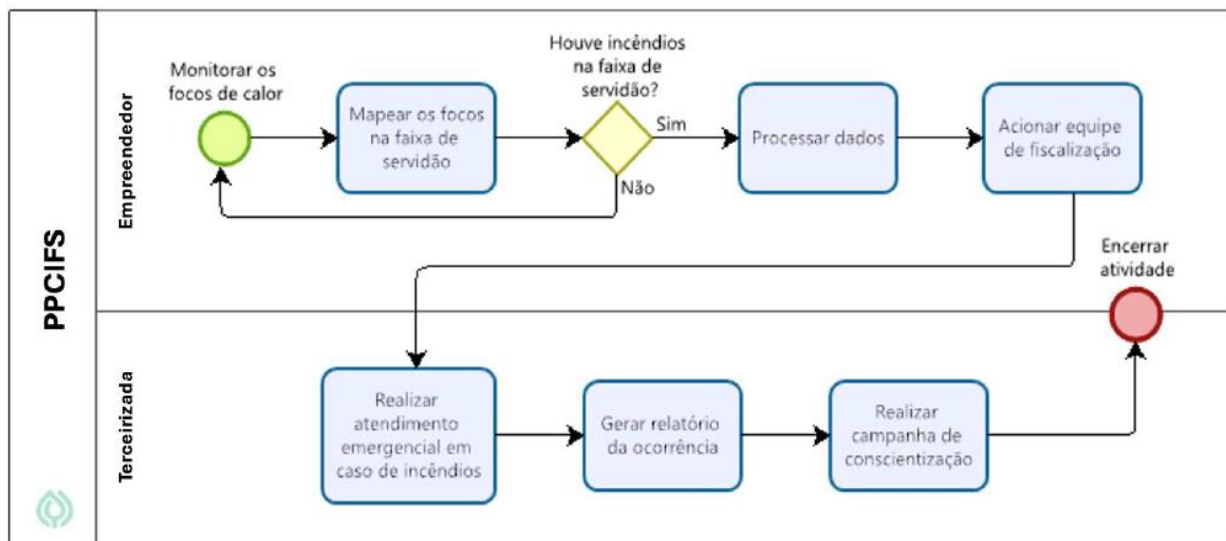 PPCIFS
Empreendedor
Monitorar os
focos de calor
Mapear os focos
na faixa de
servidão
Houve incêndios
na faixa de
servidão?
Sim
Não
Processar dados
Acionar equipe
de fiscalização
Encerrar
atividade
Terceirizada
Realizar
atendimento
emergencial em
caso de incêndios
Gerar relatório
da ocorrência
Realizar
campanha de
conscientização